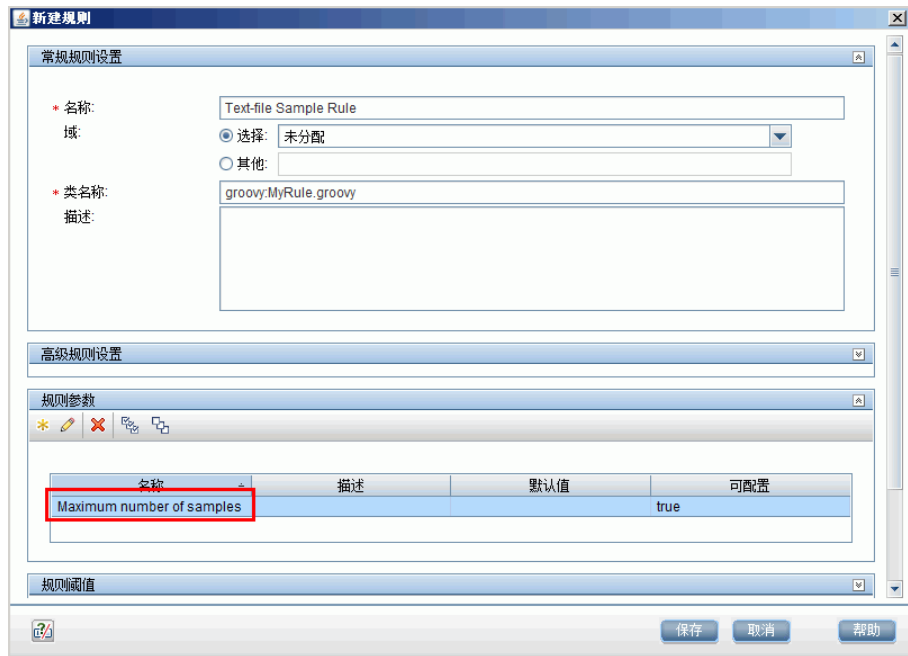 新建规则
常规规则设置
* 名称: Text-file Sample Rule
域: 选择: 未分配
其他:
* 类名称: groovy:MyRule.groovy
描述:
高级规则设置
规则参数
名称 描述 默认值 可配置
Maximum number of samples true
规则阈值
保存 取消 帮助